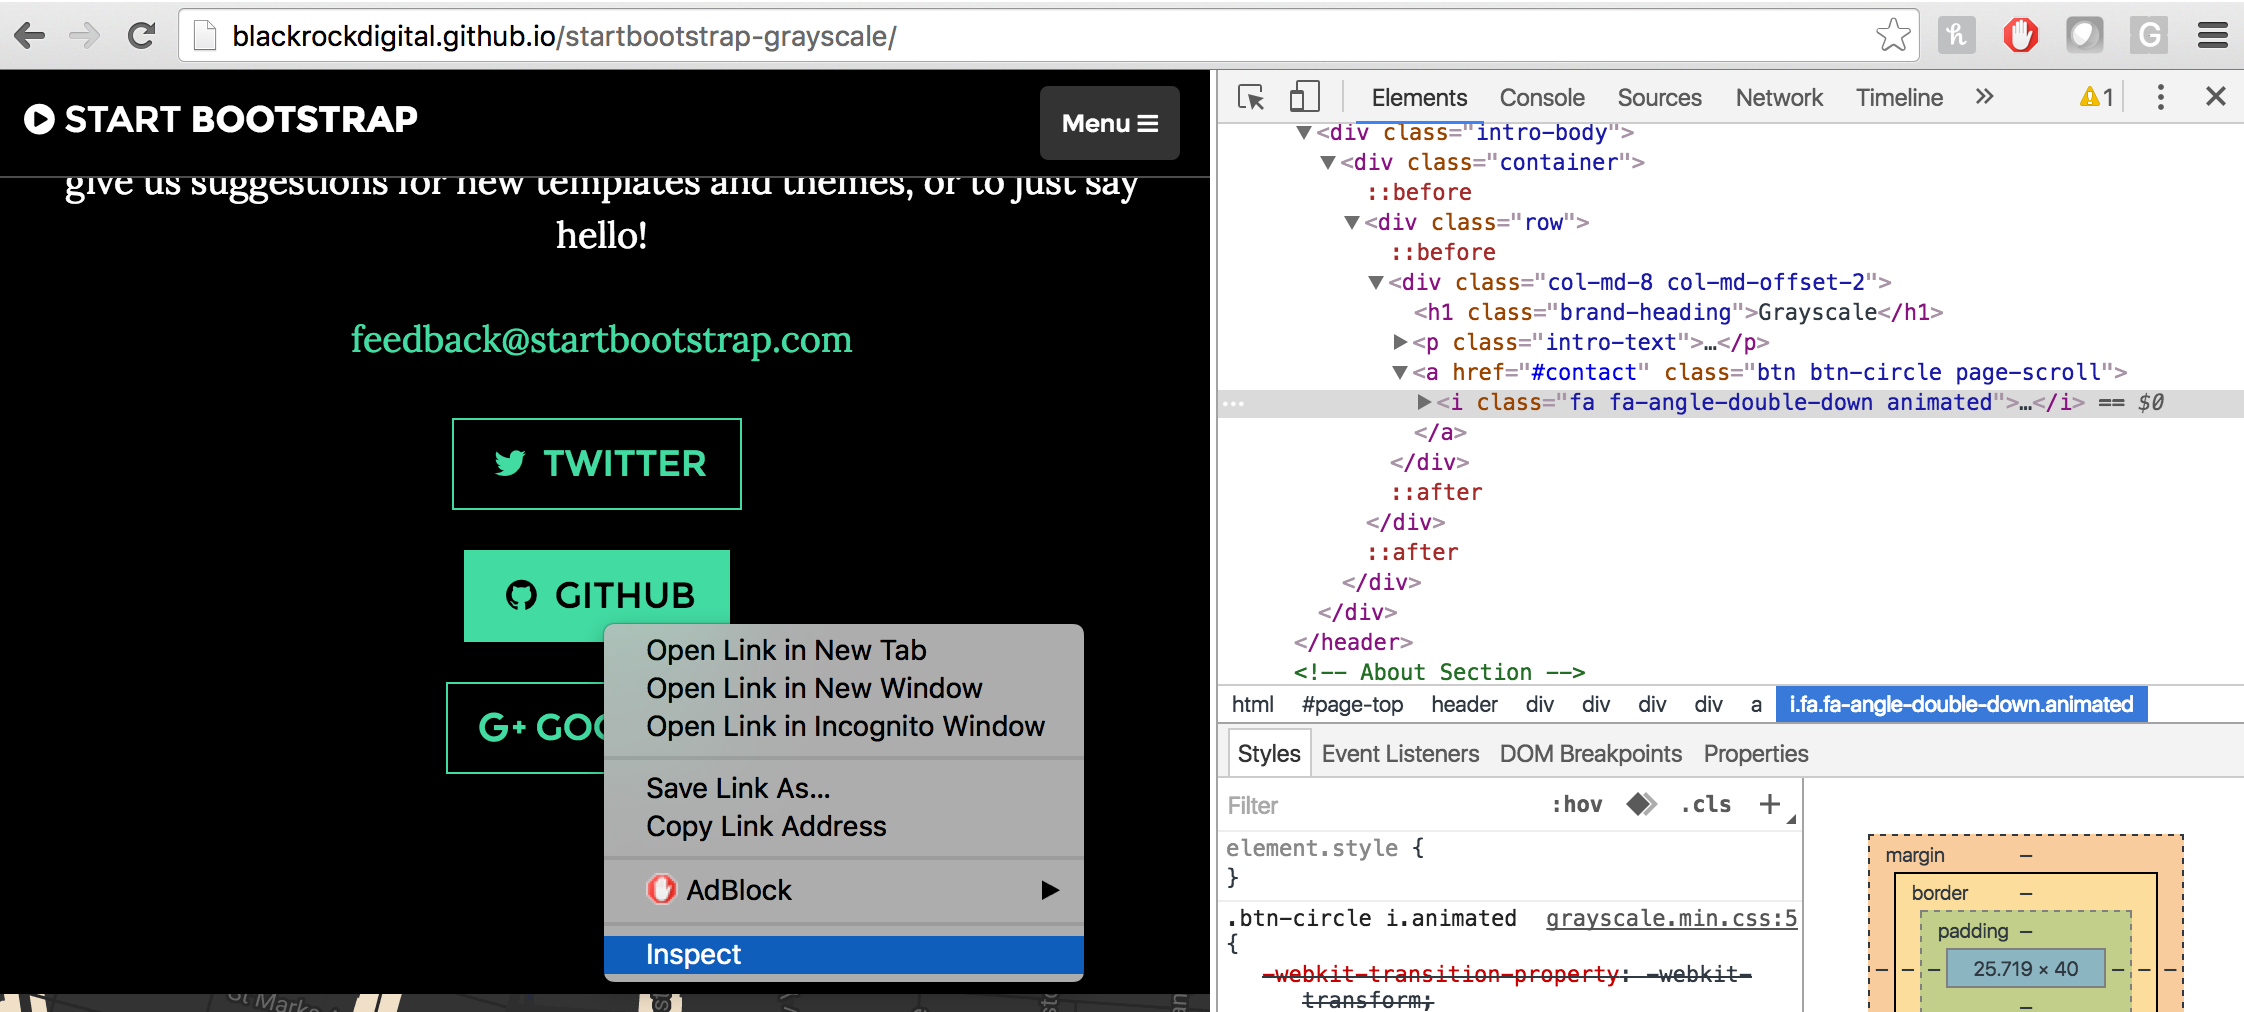 blackrockdigital.github.io/startbootstrap-grayscale/
START BOOTSTRAP
Menu
give us suggestions for new templates and themes, or to just say
hello!
feedback@startbootstrap.com
TWITTER
GITHUB
G+ GOO
Open Link in New Tab
Open Link in New Window
Open Link in Incognito Window
Save Link As...
Copy Link Address
AdBlock
Inspect
St Marks
Elements Console Sources Network Timeline » 1
<div class="intro-body">
<div class="container">
::before
<div class="row">
::before
<div class="col-md-8 col-md-offset-2">
<h1 class="brand-heading">Grayscale</h1>
<p class="intro-text">…</p>
<a href="#contact" class="btn btn-circle page-scroll">
<i class="fa fa-angle-double-down animated">…</i> == $0
</a>
</div>
::after
</div>
::after
</div>
</div>
</header>
<!-- About Section -->
html #page-top header div div div div a i.fa.fa-angle-double-down.animated
Styles Event Listeners DOM Breakpoints Properties
Filter :hov .cls +
element.style {
}
.btn-circle i.animated grayscale.min.css:5
{
-webkit-transition-property: -webkit-
transform;
margin –
border –
padding –
– – – 25.719 × 40 – – –
–